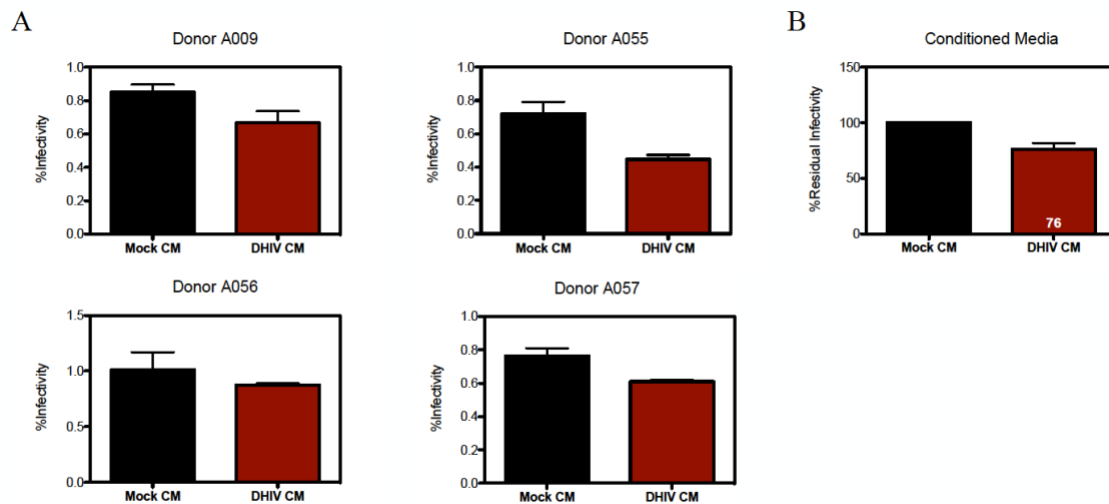 A
Donor A009
%Infectivity
1.0
0.8
0.6
0.4
0.2
0.0
Mock CM
DHIV CM
Donor A055
%Infectivity
1.0
0.8
0.6
0.4
0.2
0.0
Mock CM
DHIV CM
B
Conditioned Media
%Residual Infectivity
150
100
50
0
76
Mock CM
DHIV CM
Donor A056
%Infectivity
1.5
1.0
0.5
0.0
Mock CM
DHIV CM
Donor A057
%Infectivity
1.0
0.8
0.6
0.4
0.2
0.0
Mock CM
DHIV CM